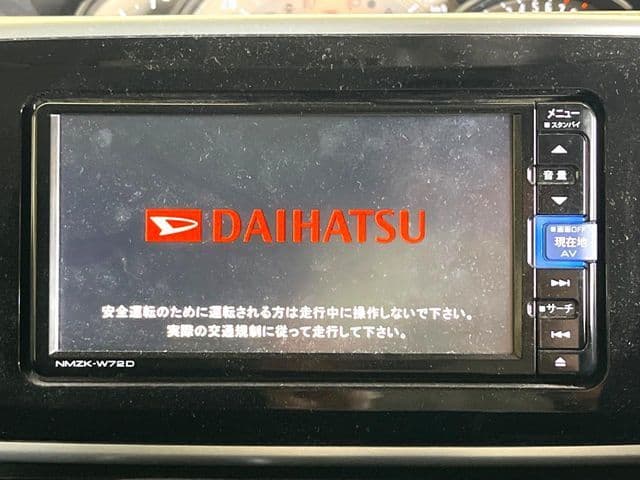 メニュー
スタンバイ
音量
DAIHATSU
画面OFF
現在地
AV
安全運転のために運転される方は走行中に操作しないで下さい。
実際の交通規制に従って走行して下さい。
サーチ
NMZK-W72D